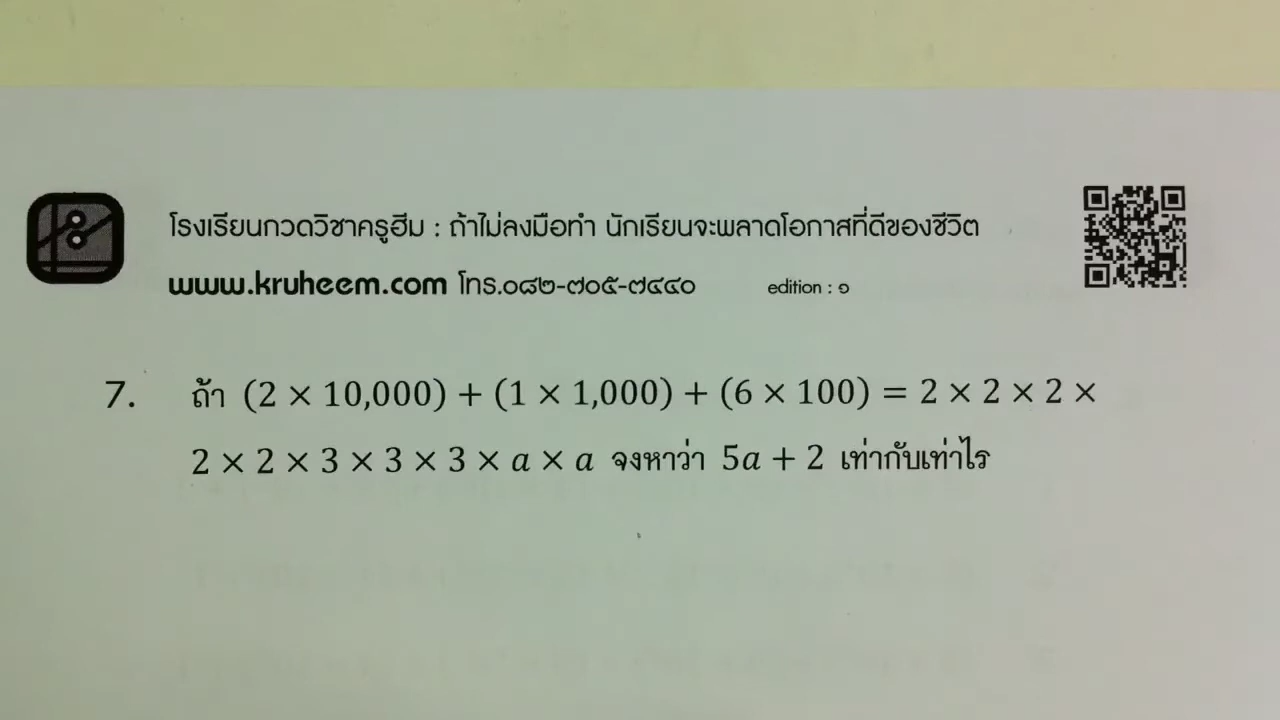 โรงเรียนกวดวิชาครูฮีม : ถ้าไม่ลงมือทำ นักเรียนจะพลาดโอกาสที่ดีของชีวิต
www.kruheem.com โทร.๐๘๒-๗๐๕-๗๔๔๐ edition : ๑
7. ถ้า (2 × 10,000) + (1 × 1,000) + (6 × 100) = 2 × 2 × 2 ×
2 × 2 × 3 × 3 × 3 × a × a จงหาว่า 5a + 2 เท่ากับเท่าไร